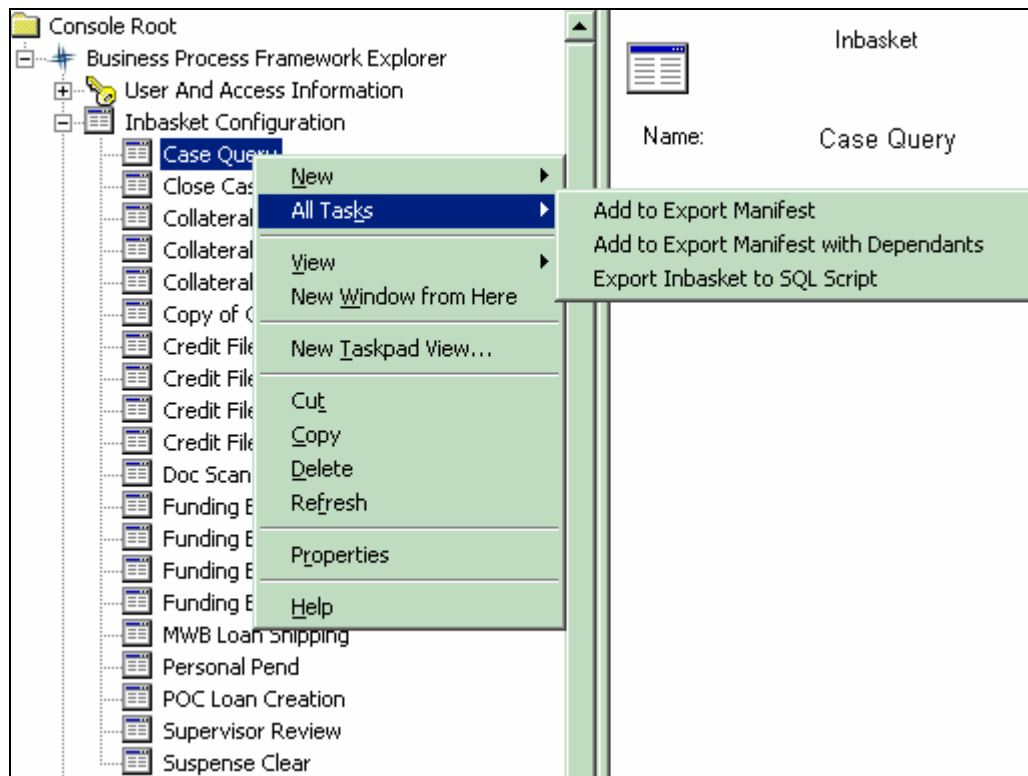 Console Root
Business Process Framework Explorer
User And Access Information
Inbasket Configuration
Case Query
Close Cas
Collateral
Collateral
Collateral
Copy of
Credit File
Credit File
Credit File
Credit File
Doc Scan
Funding
Funding
Funding
Funding
MWB Loan Shipping
Personal Pend
POC Loan Creation
Supervisor Review
Suspense Clear
New
All Tasks
View
New Window from Here
New Taskpad View...
Cut
Copy
Delete
Refresh
Properties
Help
Add to Export Manifest
Add to Export Manifest with Dependants
Export Inbasket to SQL Script
Inbasket
Name: Case Query